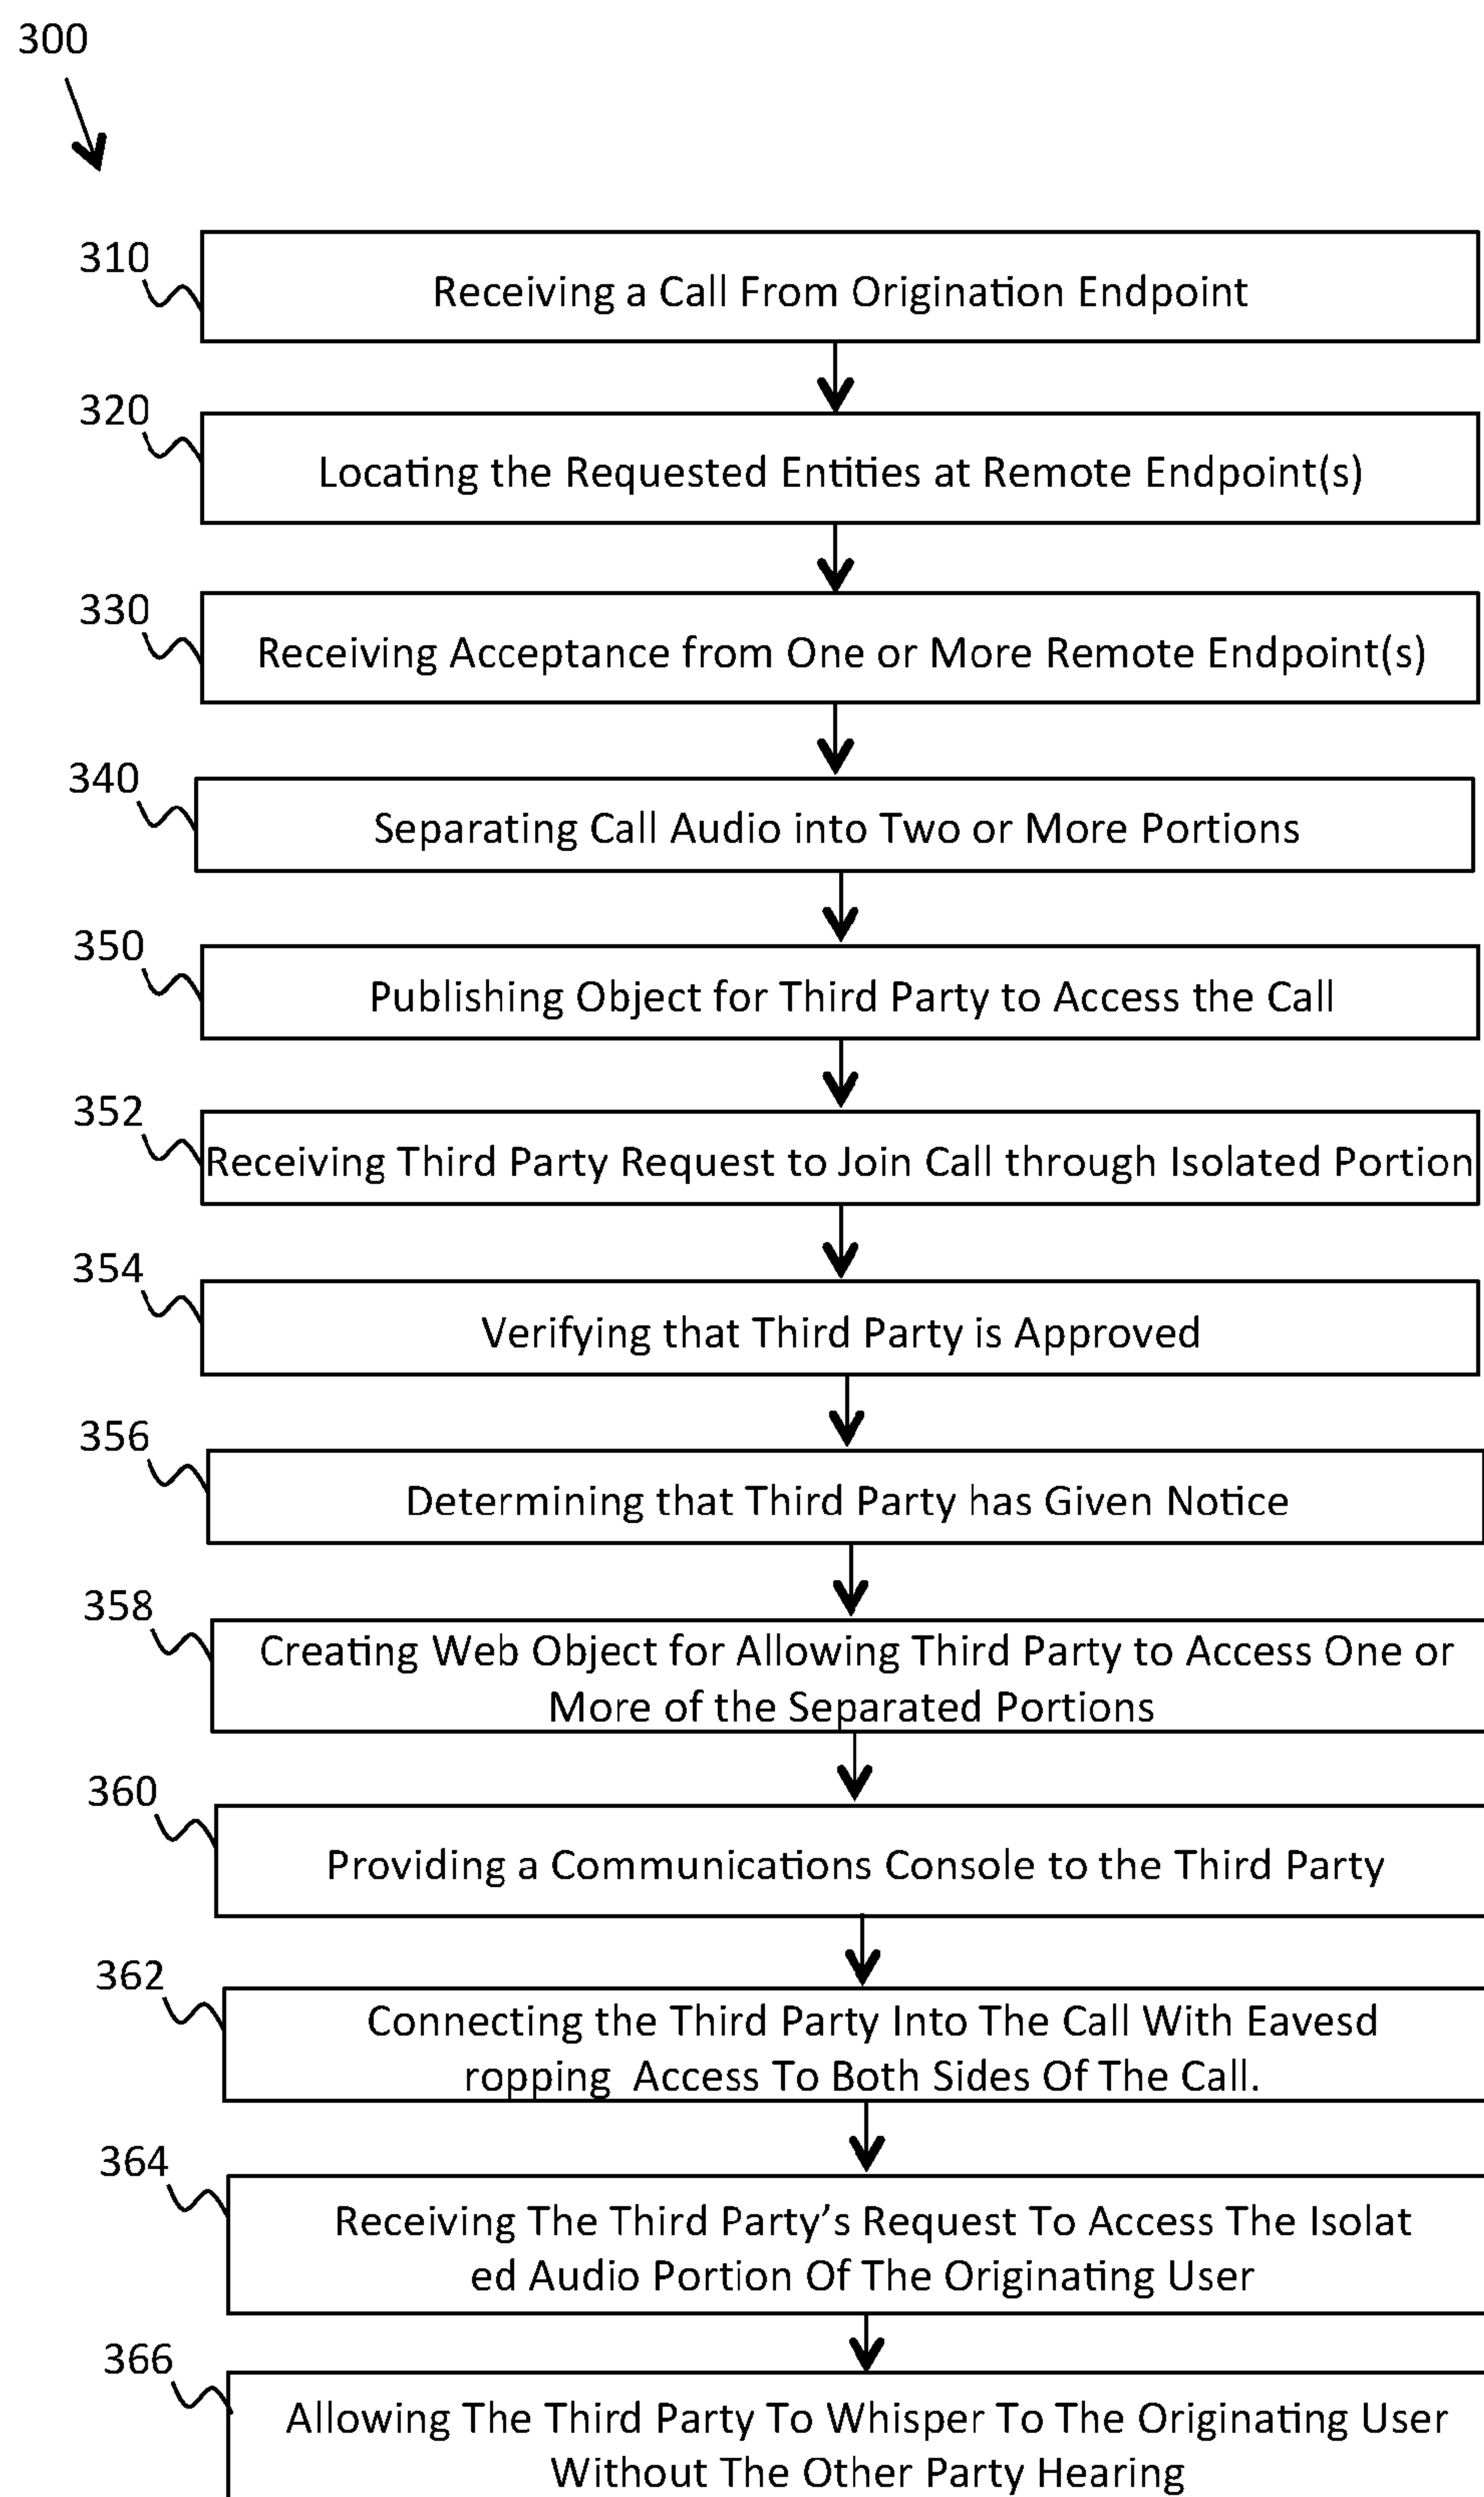 300
310
Receiving a Call From Origination Endpoint
320
Locating the Requested Entities at Remote Endpoint(s)
330
Receiving Acceptance from One or More Remote Endpoint(s)
340
Separating Call Audio into Two or More Portions
350
Publishing Object for Third Party to Access the Call
352
Receiving Third Party Request to Join Call through Isolated Portion
354
Verifying that Third Party is Approved
356
Determining that Third Party has Given Notice
358
Creating Web Object for Allowing Third Party to Access One or
More of the Separated Portions
360
Providing a Communications Console to the Third Party
362
Connecting the Third Party Into The Call With Eavesd
ropping Access To Both Sides Of The Call.
364
Receiving The Third Party’s Request To Access The Isolat
ed Audio Portion Of The Originating User
366
Allowing The Third Party To Whisper To The Originating User
Without The Other Party Hearing